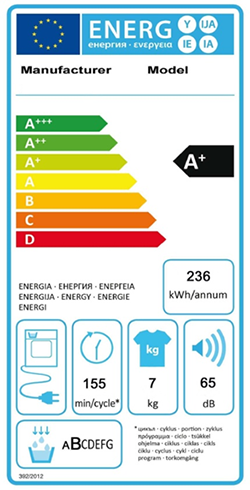 ENERG Y IJA IE IA
енергия · ενεργεια
Manufacturer Model
A+++
A++
A+
A+
A
B
C
D
236
kWh/annum
ENERGIA · ЕНЕРГИЯ · ΕΝΕΡΓΕΙΑ
ENERGIJA · ENERGY · ENERGIE
ENERGI
155
min/cycle*
kg
7
kg
65
dB
ABCDEFG
* цикъл · cyklus · portion · zyklus
πρόγραμμα · ciclo · tsükkel
ohjelma · ciklus · ciklas · cikls
ċiklu · cyclus · cykl · ciclu
program · torkomgång
392/2012